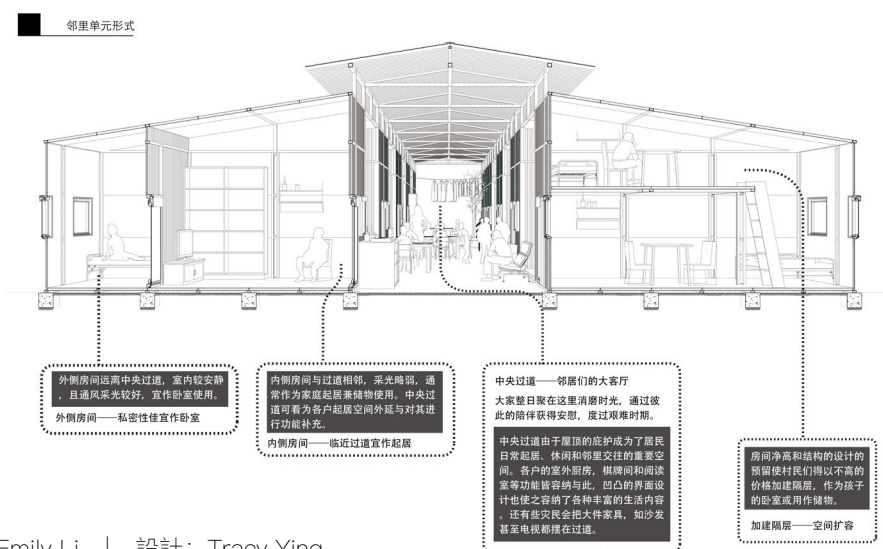 邻里单元形式
外侧房间远离中央过道，室内较安静
，且通风采光较好，宜作卧室使用。
外侧房间——私密性佳宜作卧室
内侧房间与过道相邻，采光略弱，通
常作为家庭起居兼储物使用。中央过
道可看为各户起居空间外延与对其进
行功能补充。
内侧房间——临近过道宜作起居
中央过道——邻居们的大客厅
大家整日聚在这里消磨时光，通过彼
此的陪伴获得安慰，度过艰难时期。
中央过道由于屋顶的庇护成为了居民
日常起居、休闲和邻里交往的重要空
间。各户的室外厨房，棋牌间和阅读
室等功能皆容纳与此，凹凸的界面设
计也使之容纳了各种丰富的生活内容
。还有些灾民会把大件家具，如沙发
甚至电视都摆在过道。
房间净高和结构的设计的
预留使村民们得以不高的
价格加建隔层，作为孩子
的卧室或用作储物。
加建隔层——空间扩容
Emily Li | 設計：Tracy Ying